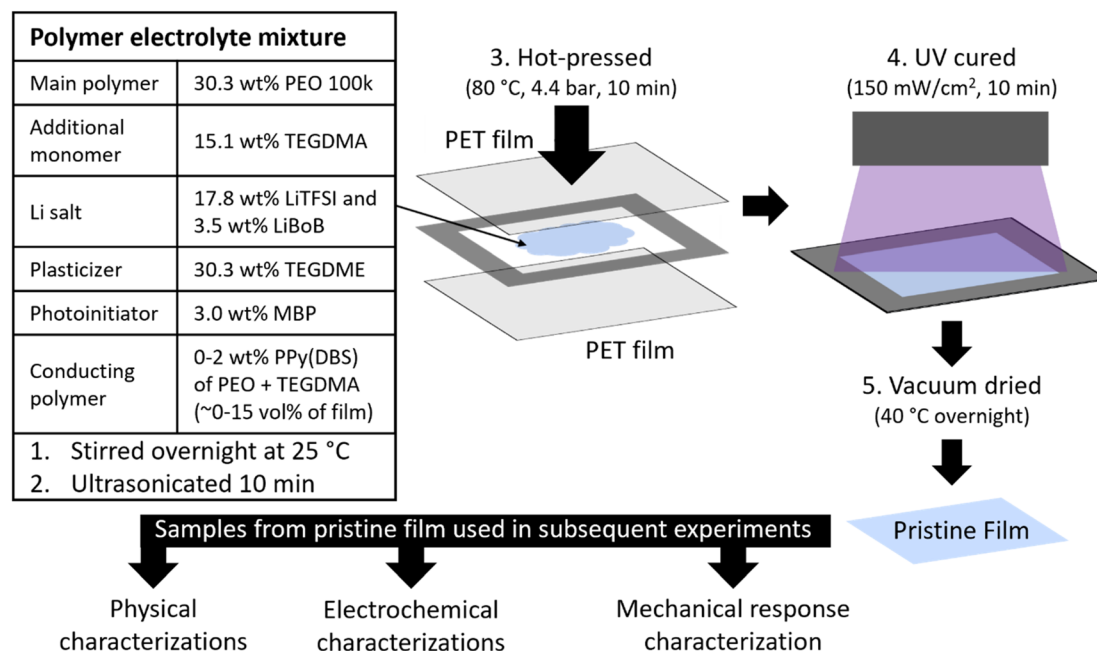 Polymer electrolyte mixture
Main polymer
30.3 wt% PEO 100k
Additional
monomer
15.1 wt% TEGDMA
Li salt
17.8 wt% LiTFSI and
3.5 wt% LiBoB
Plasticizer
30.3 wt% TEGDME
Photoinitiator
3.0 wt% MBP
Conducting
polymer
0-2 wt% PPy(DBS)
of PEO + TEGDMA
(~0-15 vol% of film)
1. Stirred overnight at 25 °C
2. Ultrasonicated 10 min
3. Hot-pressed
(80 °C, 4.4 bar, 10 min)
PET film
PET film
4. UV cured
(150 mW/cm², 10 min)
5. Vacuum dried
(40 °C overnight)
Pristine Film
Samples from pristine film used in subsequent experiments
Physical
characterizations
Electrochemical
characterizations
Mechanical response
characterization